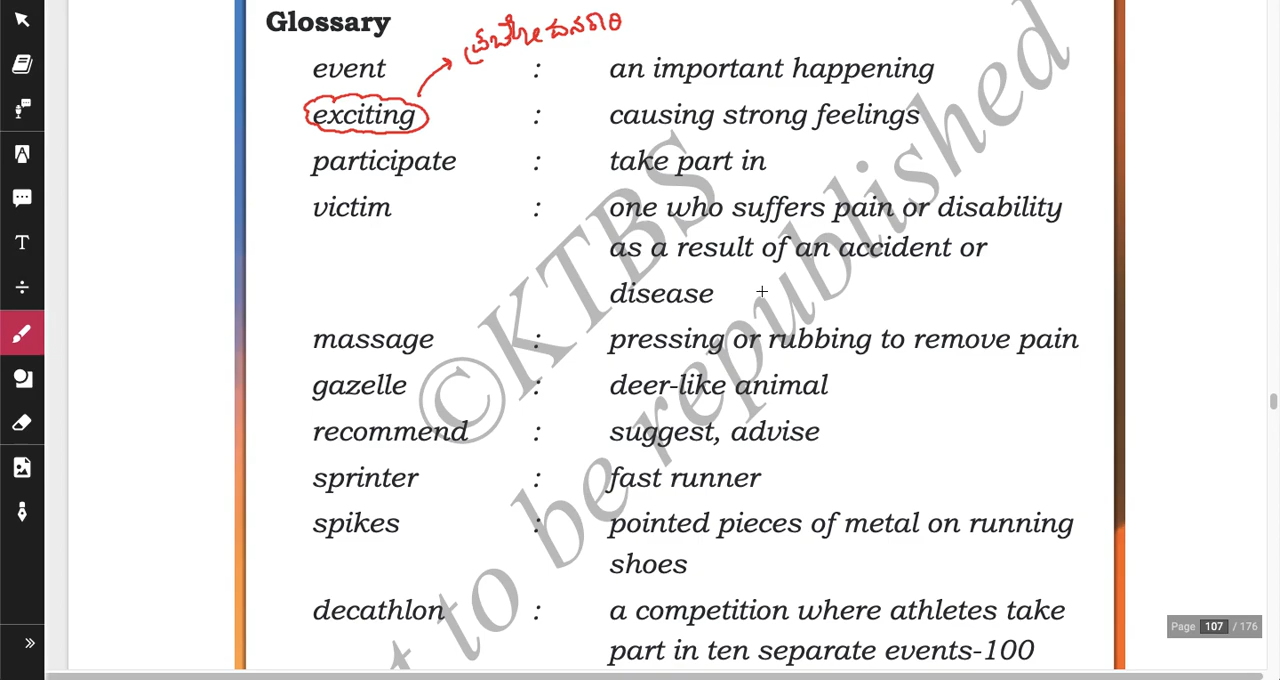 Glossary
event : an important happening
exciting : causing strong feelings
participate : take part in
victim : one who suffers pain or disability
as a result of an accident or
disease
massage : pressing or rubbing to remove pain
gazelle : deer-like animal
recommend : suggest, advise
sprinter : fast runner
spikes : pointed pieces of metal on running
shoes
decathlon : a competition where athletes take
part in ten separate events-100
©KTBS
t to be republished
Page 107 / 176